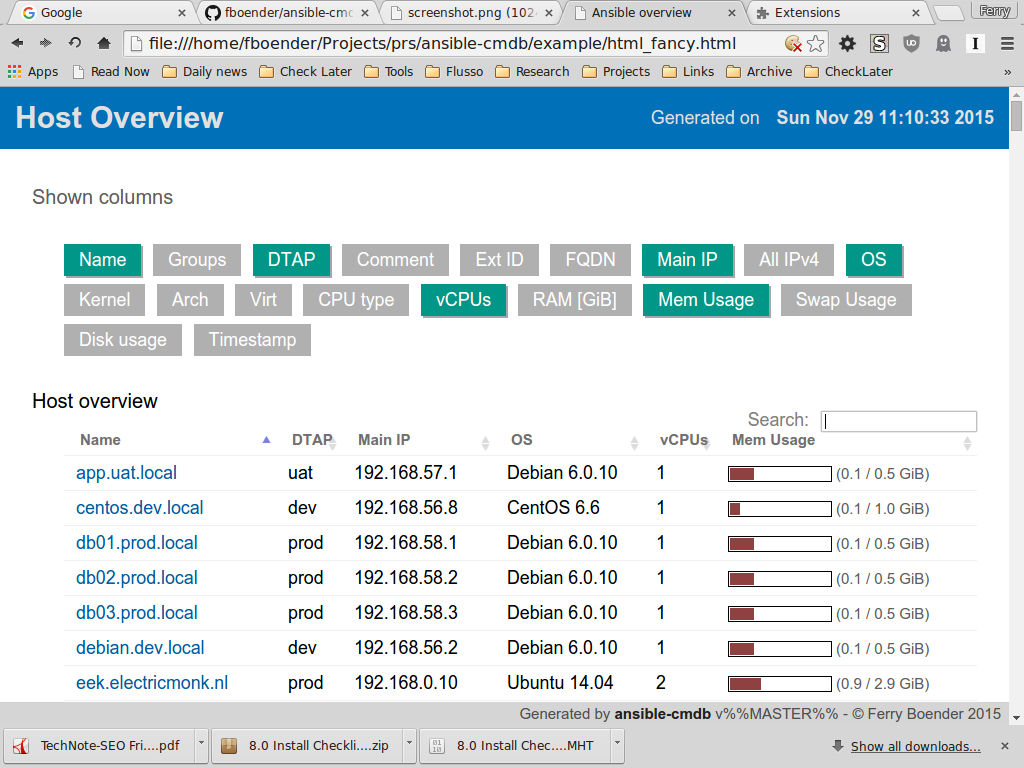 Google
fboender/ansible-cmd
screenshot.png (102
Ansible overview
Extensions
Ferry
file:///home/fboender/Projects/prs/ansible-cmdb/example/html_fancy.html
Apps Read Now Daily news Check Later Tools Flusso Research Projects Links Archive CheckLater »
Host Overview Generated on Sun Nov 29 11:10:33 2015
Shown columns
Name Groups DTAP Comment Ext ID FQDN Main IP All IPv4 OS
Kernel Arch Virt CPU type vCPUs RAM [GiB] Mem Usage Swap Usage
Disk usage Timestamp
Host overview
Search:
Name DTAP Main IP OS vCPUs Mem Usage
app.uat.local uat 192.168.57.1 Debian 6.0.10 1 (0.1 / 0.5 GiB)
centos.dev.local dev 192.168.56.8 CentOS 6.6 1 (0.1 / 1.0 GiB)
db01.prod.local prod 192.168.58.1 Debian 6.0.10 1 (0.1 / 0.5 GiB)
db02.prod.local prod 192.168.58.2 Debian 6.0.10 1 (0.1 / 0.5 GiB)
db03.prod.local prod 192.168.58.3 Debian 6.0.10 1 (0.1 / 0.5 GiB)
debian.dev.local dev 192.168.56.2 Debian 6.0.10 1 (0.1 / 0.5 GiB)
eek.electricmonk.nl prod 192.168.0.10 Ubuntu 14.04 2 (0.9 / 2.9 GiB)
Generated by ansible-cmdb v%%MASTER%% - © Ferry Boender 2015
TechNote-SEO Fri....pdf 8.0 Install Checkli....zip 8.0 Install Chec....MHT Show all downloads...